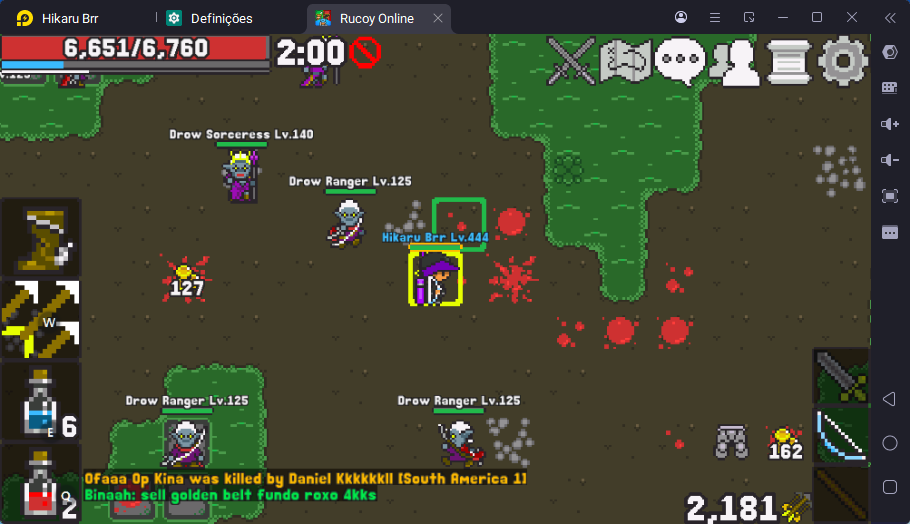 Hikaru Brr
Definições
Rucoy Online
6,651/6,760
2:00
Drow Sorceress Lv.140
Drow Ranger Lv.125
Hikaru Brr Lv.444
127
W
Drow Ranger Lv.125
Drow Ranger Lv.125
E 6
162
Ofaaa Op Kina was killed by Daniel Kkkkkkll [South America 1]
Binaah: sell golden belt fundo roxo 4kks
Q 2
2,181